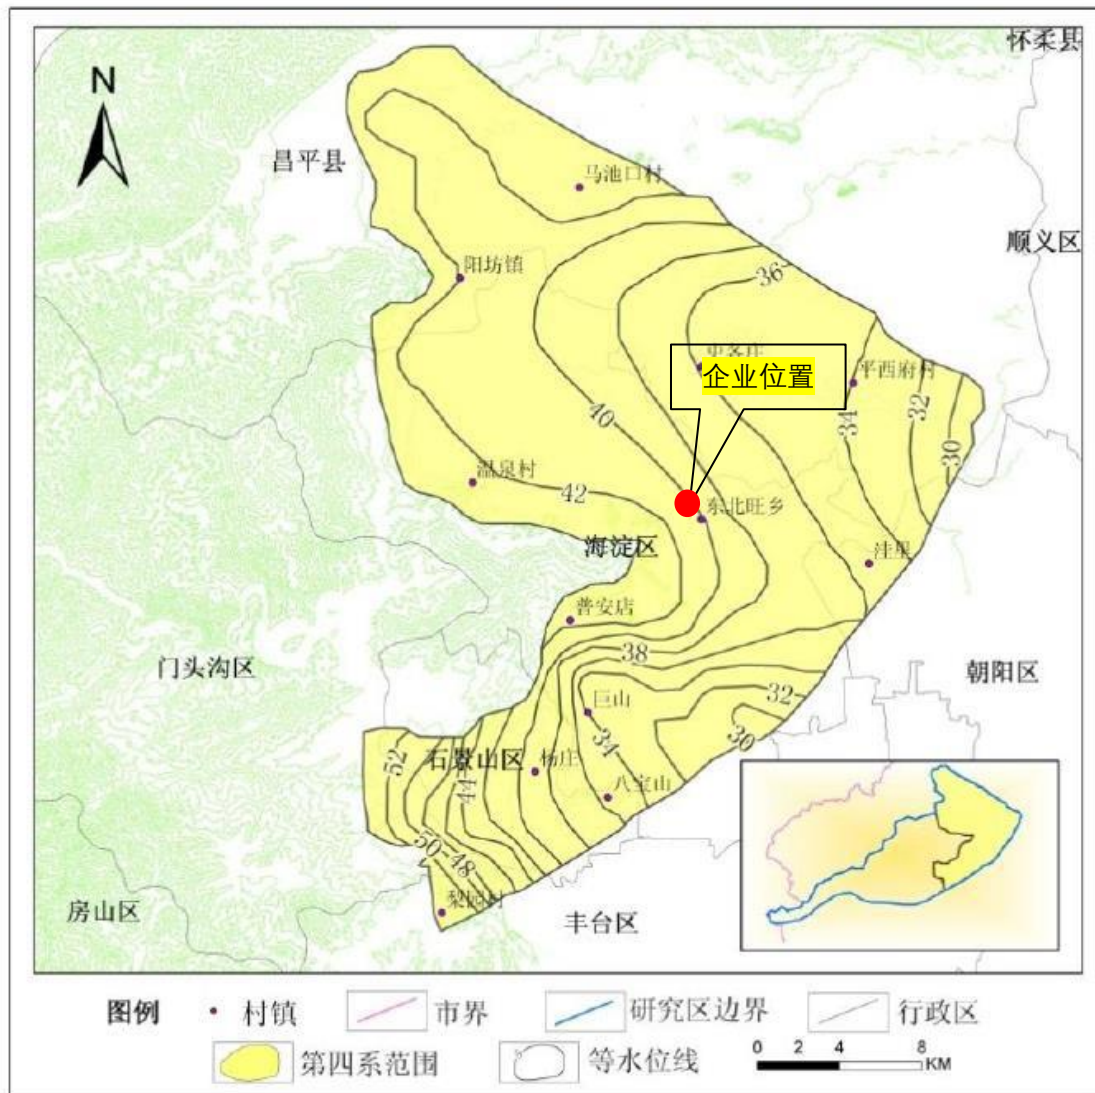 怀柔县
N
昌平县
马池口村
顺义区
阳坊镇
36
企业位置
平西府村
40
34
32
30
温泉村
42
东北旺乡
海淀区
洼里
普安店
38
门头沟区
朝阳区
巨山
32
34
30
52
石景山区
杨庄
44
八宝山
50
48
梨园村
房山区
丰台区
图例
村镇
市界
研究区边界
行政区
第四系范围
等水位线
0 2 4 8
KM